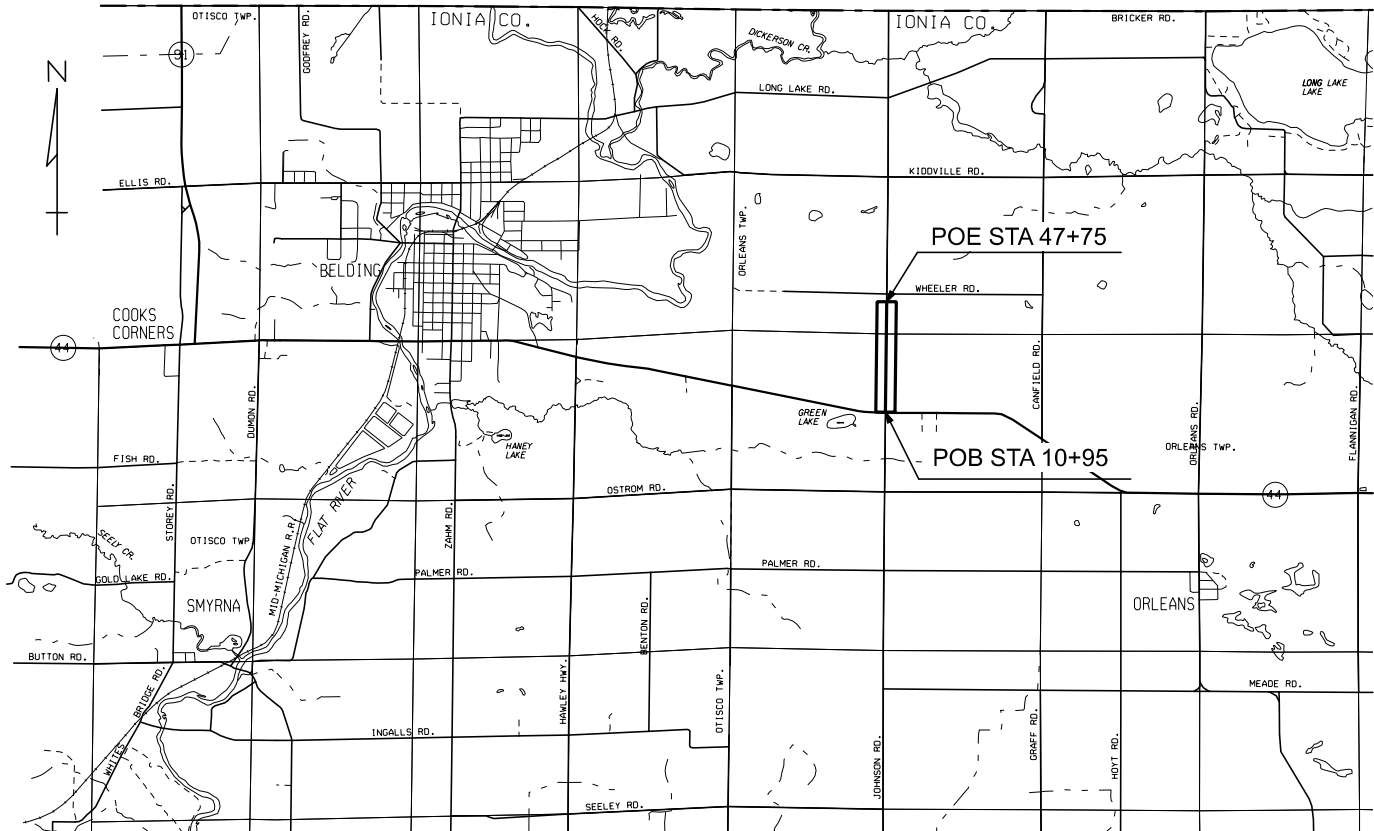 OTISCO TWP.
IONIA CO.
IONIA CO.
BRICKER RD.
GODFREY RD.
HOCK RD.
DICKERSON CR.
91
N
LONG LAKE RD.
LONG LAKE
LAKE
ELLIS RD.
KIDDVILLE RD.
ORLEANS TWP.
POE STA 47+75
BELDING
WHEELER RD.
COOKS
CORNERS
44
DUMON RD.
CANFIELD RD.
FLANNIGAN RD.
GREEN
LAKE
ORLEANS RD.
HANEY
LAKE
ORLEANS TWP.
FISH RD.
POB STA 10+95
OSTROM RD.
44
STOREY RD.
FLAT RIVER
ZAHM RD.
SEELY CR.
OTISCO TWP
MID-MICHIGAN R.R.
GOLD LAKE RD.
PALMER RD.
PALMER RD.
SMYRNA
BENTON RD.
ORLEANS
BUTTON RD.
MEADE RD.
WHITES BRIDGE RD.
HAWLEY HWY.
OTISCO TWP.
INGALLS RD.
JOHNSON RD.
GRAFF RD.
HOYT RD.
SEELEY RD.